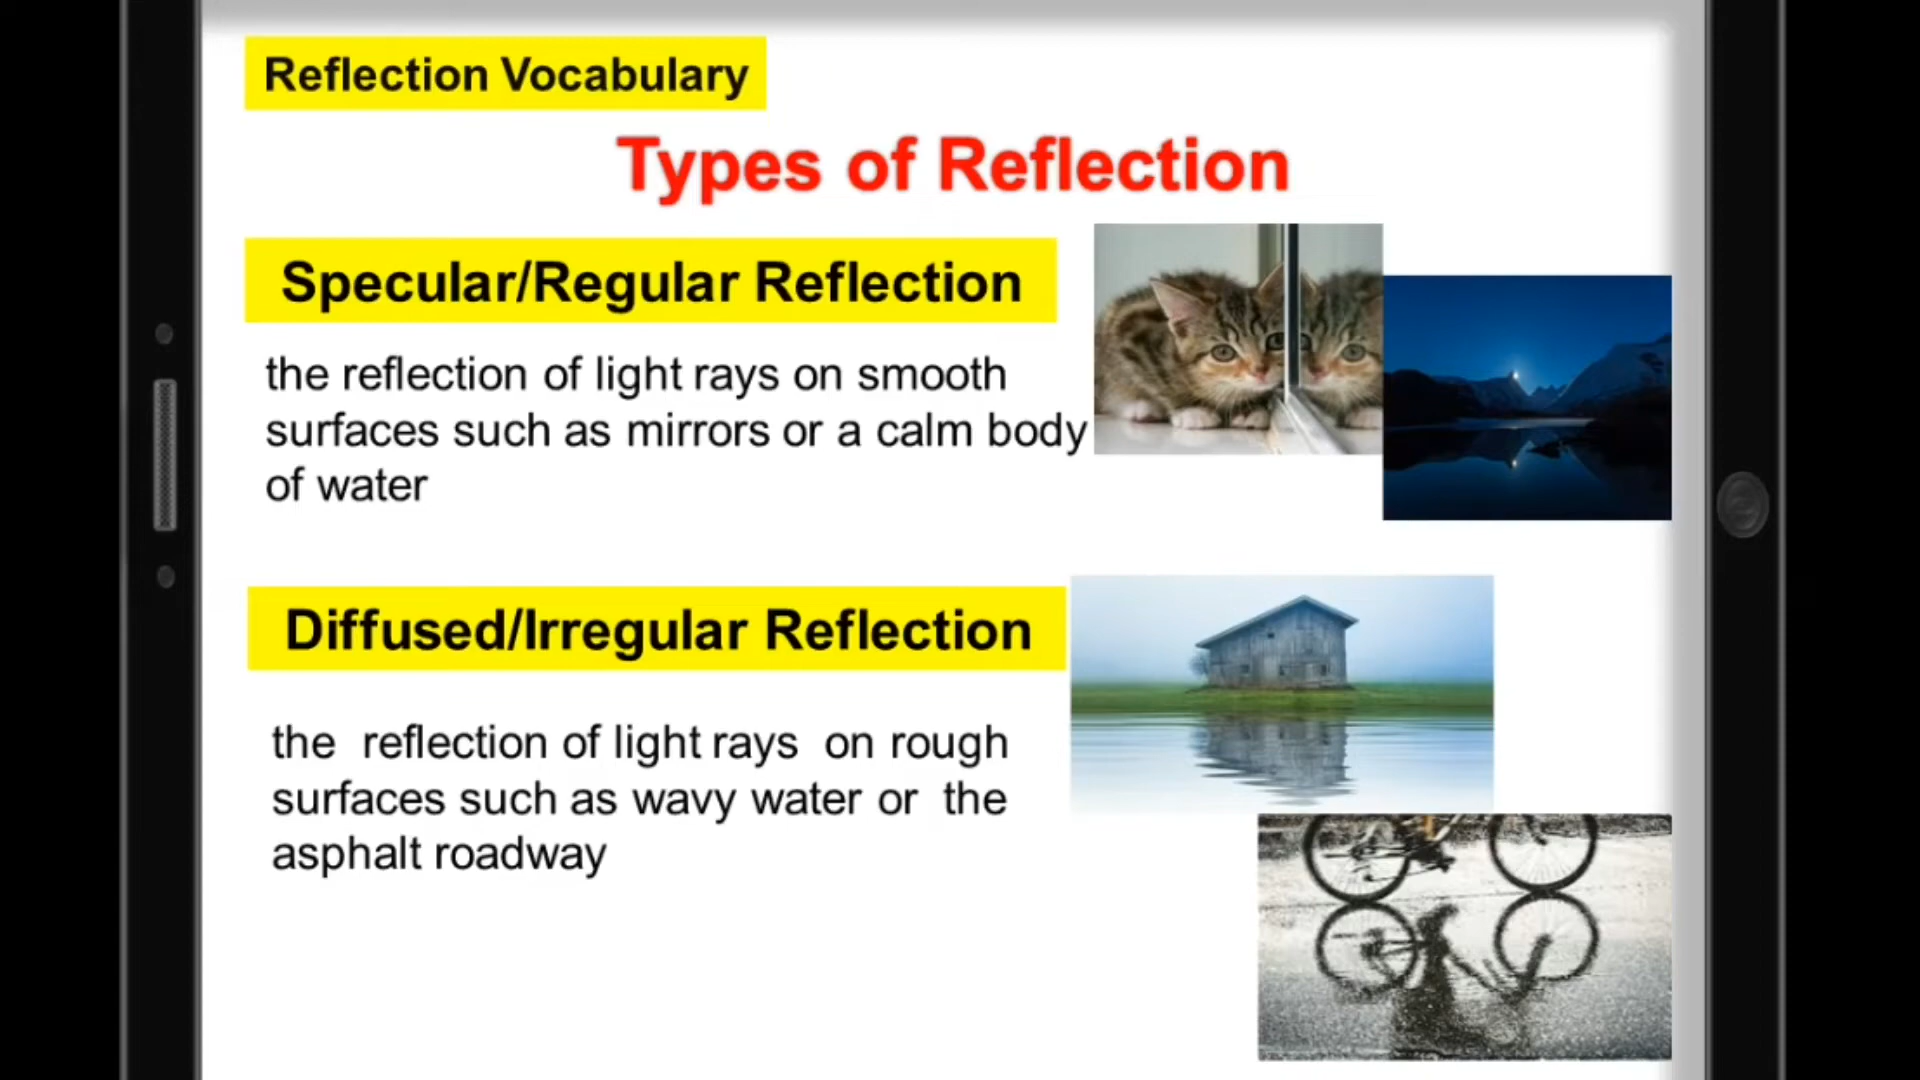 Reflection Vocabulary
Types of Reflection
Specular/Regular Reflection
the reflection of light rays on smooth
surfaces such as mirrors or a calm body
of water
Diffused/Irregular Reflection
the reflection of light rays on rough
surfaces such as wavy water or the
asphalt roadway